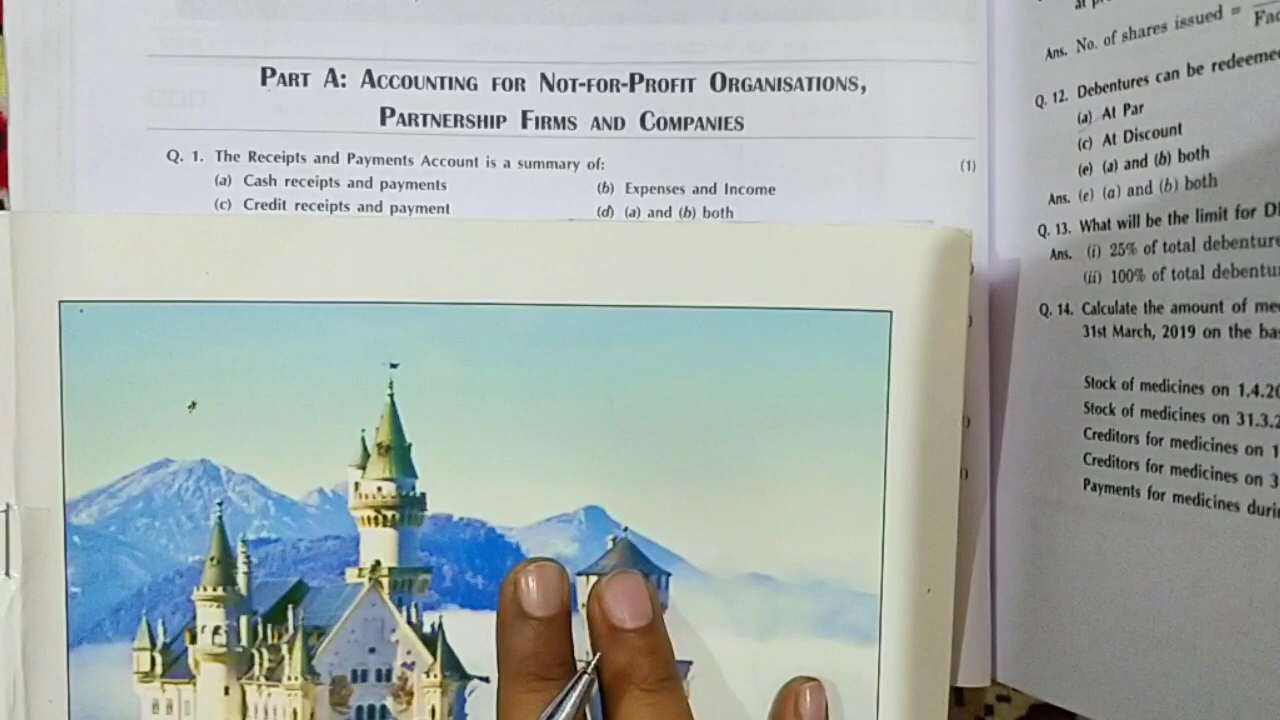 PART A: ACCOUNTING FOR NOT-FOR-PROFIT ORGANISATIONS,
PARTNERSHIP FIRMS AND COMPANIES
Q. 1. The Receipts and Payments Account is a summary of: (1)
(a) Cash receipts and payments (b) Expenses and Income
(c) Credit receipts and payment (d) (a) and (b) both
Ans. No. of shares issued =
Q. 12. Debentures can be
(a) At Par
(c) At Discount
(e) (a) and (b) both
Ans. (e) (a) and (b) both
Q. 13. What will be the limit for
Ans. (i) 25% of total
(ii) 100% of total
Q. 14. Calculate the amount of
31st March, 2019 on the
Stock of medicines on
Stock of medicines on
Creditors for medicines on
Creditors for medicines on
Payments for medicines